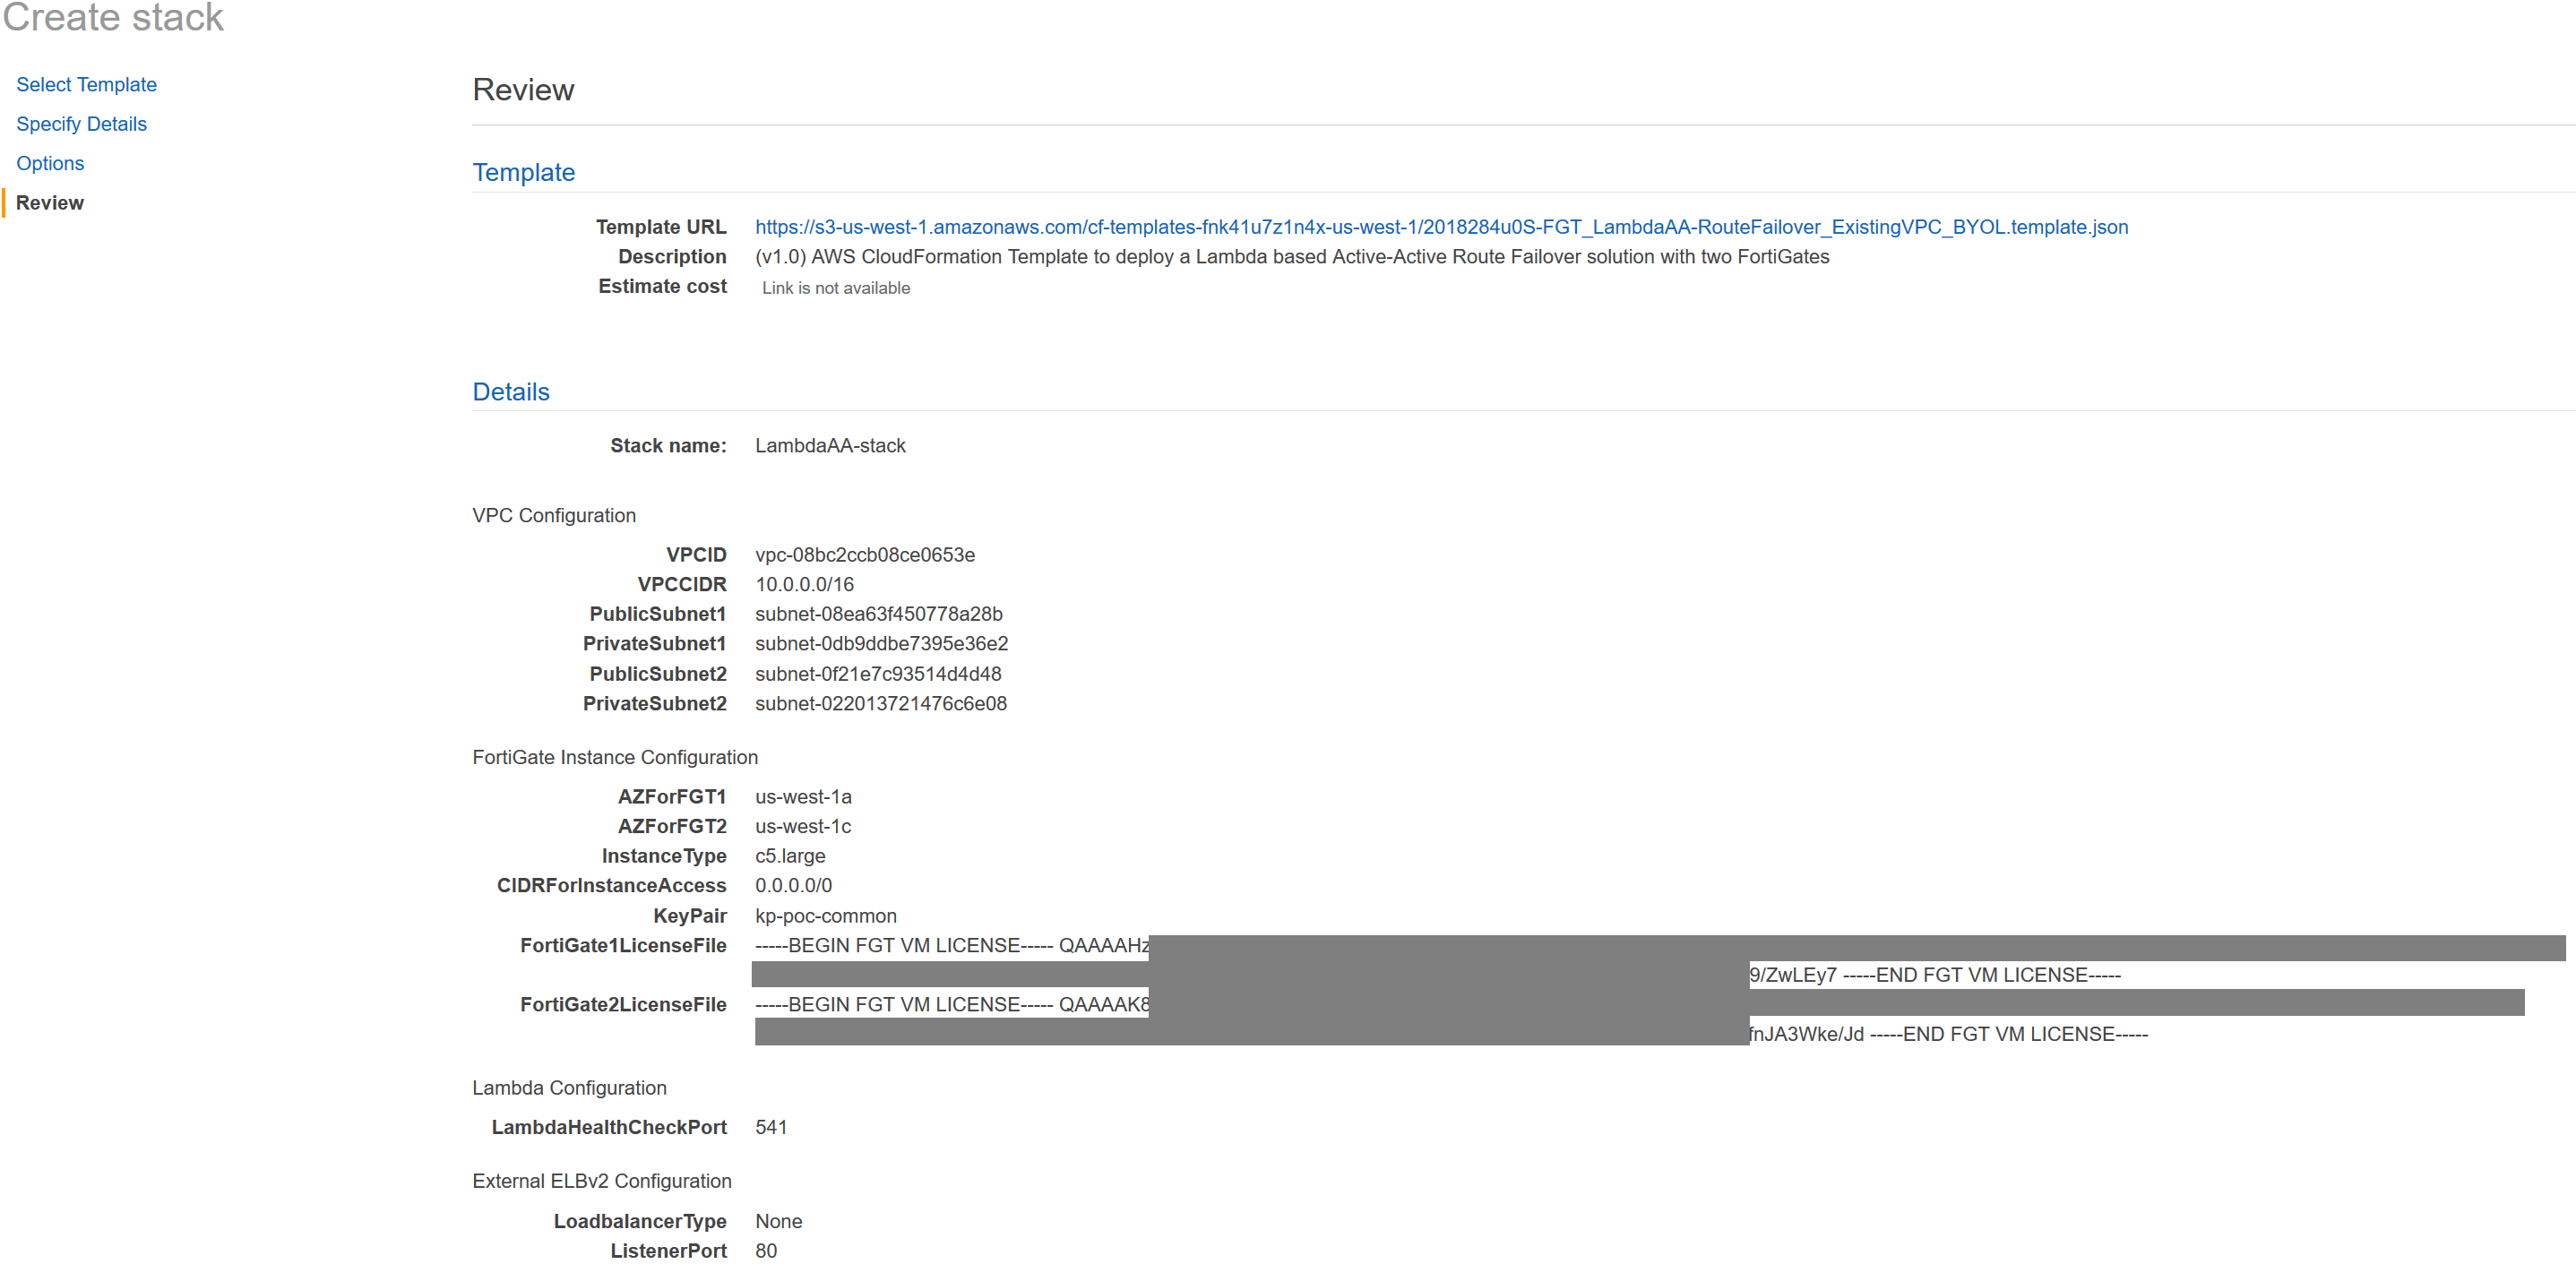 Create stack
Select Template
Specify Details
Options
Review
Review
Template
Template URL https://s3-us-west-1.amazonaws.com/cf-templates-fnk41u7z1n4x-us-west-1/2018284u0S-FGT_LambdaAA-RouteFailover_ExistingVPC_BYOL.template.json
Description (v1.0) AWS CloudFormation Template to deploy a Lambda based Active-Active Route Failover solution with two FortiGates
Estimate cost Link is not available
Details
Stack name: LambdaAA-stack
VPC Configuration
VPCID vpc-08bc2ccb08ce0653e
VPCCIDR 10.0.0.0/16
PublicSubnet1 subnet-08ea63f450778a28b
PrivateSubnet1 subnet-0db9ddbe7395e36e2
PublicSubnet2 subnet-0f21e7c93514d4d48
PrivateSubnet2 subnet-022013721476c6e08
FortiGate Instance Configuration
AZForFGT1 us-west-1a
AZForFGT2 us-west-1c
InstanceType c5.large
CIDRForInstanceAccess 0.0.0.0/0
KeyPair kp-poc-common
FortiGate1LicenseFile -----BEGIN FGT VM LICENSE----- QAAAAHz
9/ZwLEy7 -----END FGT VM LICENSE-----
FortiGate2LicenseFile -----BEGIN FGT VM LICENSE----- QAAAAK8
fnJA3Wke/Jd -----END FGT VM LICENSE-----
Lambda Configuration
LambdaHealthCheckPort 541
External ELBv2 Configuration
LoadbalancerType None
ListenerPort 80